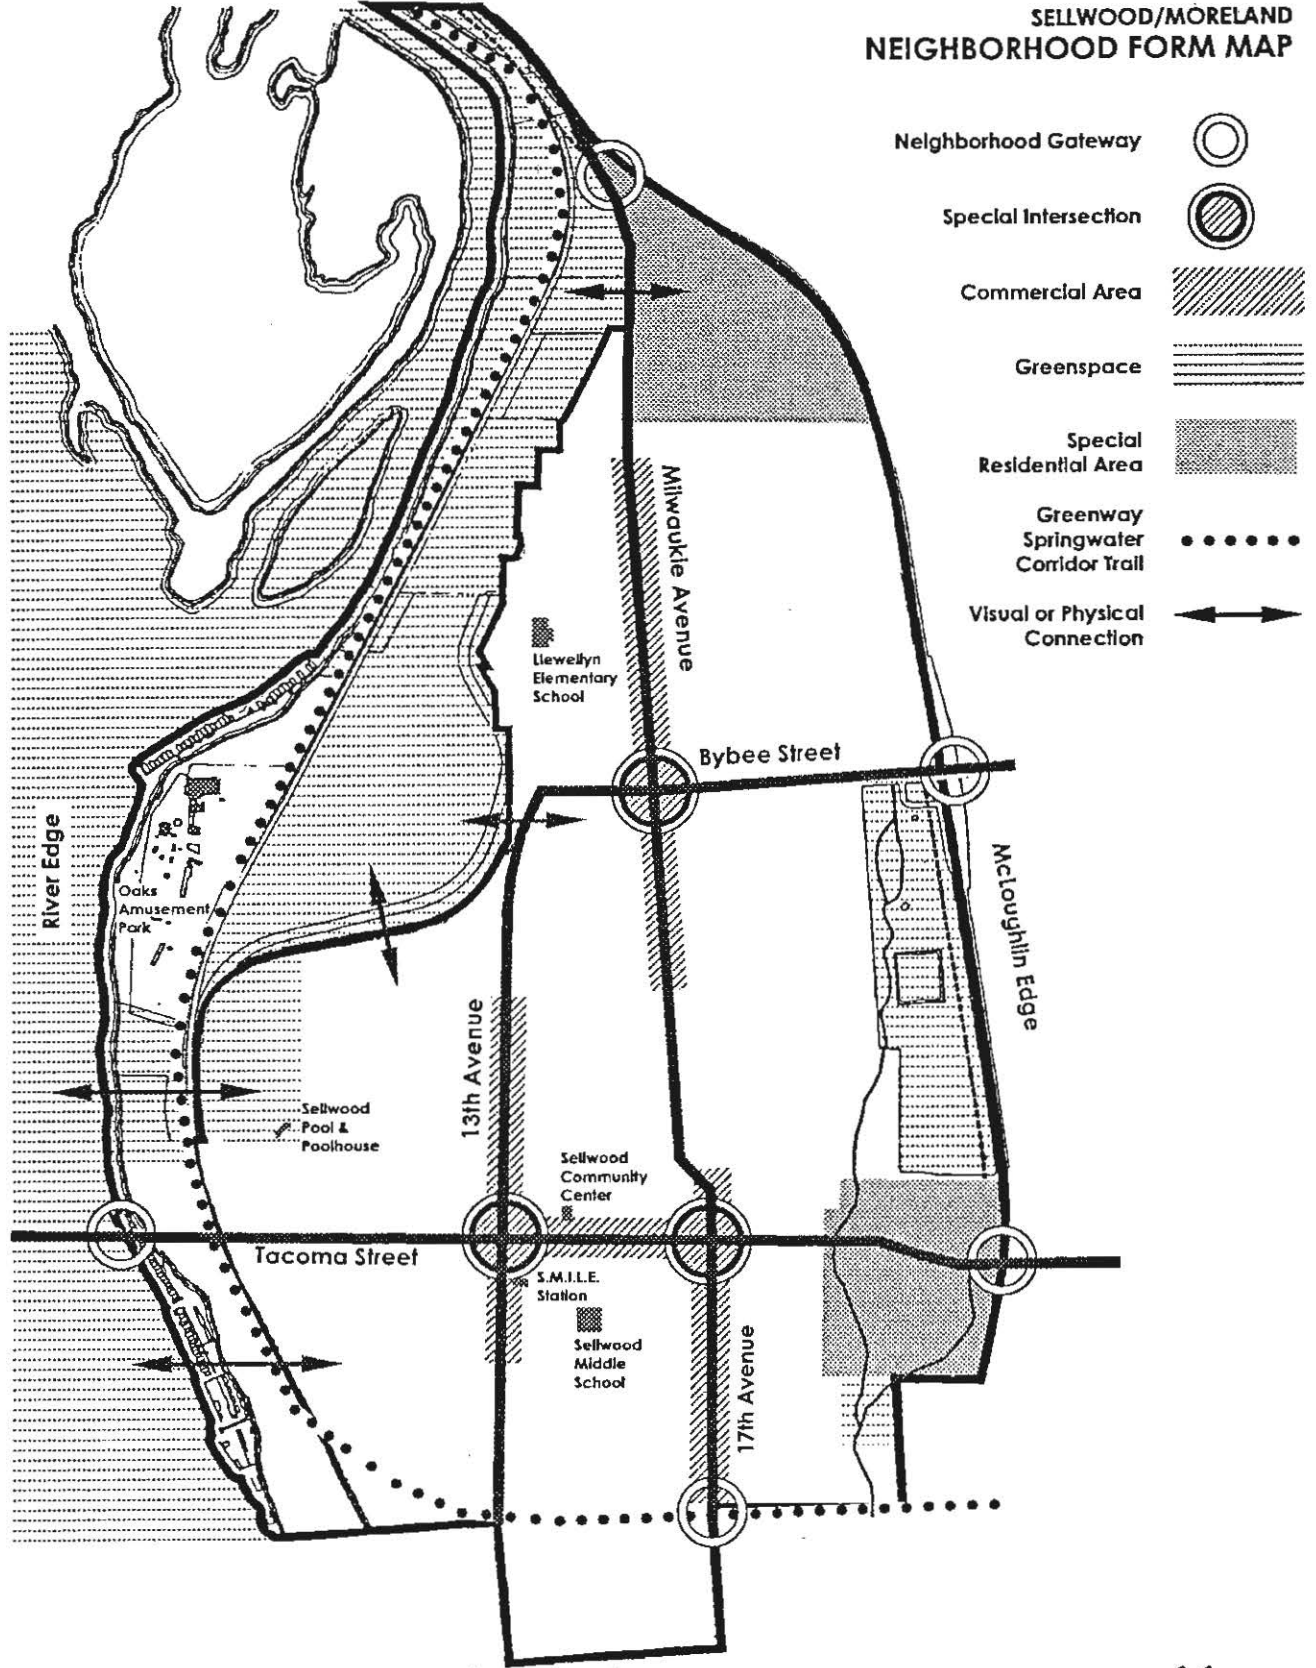 SELLWOOD/MORELAND
NEIGHBORHOOD FORM MAP
Neighborhood Gateway
Special Intersection
Commercial Area
Greenspace
Special
Residential Area
Greenway
Springwater
Corridor Trail
Visual or Physical
Connection
Milwaukie Avenue
Llewellyn
Elementary
School
Bybee Street
River Edge
Oaks
Amusement
Park
McLoughlin Edge
13th Avenue
Sellwood
Pool &
Poolhouse
Sellwood
Community
Center
Tacoma Street
S.M.I.L.E.
Station
Sellwood
Middle
School
17th Avenue